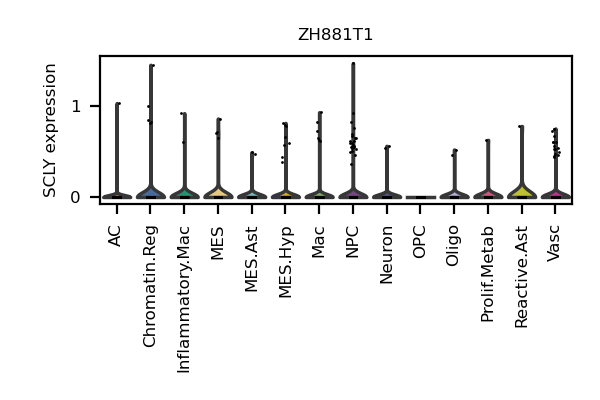 ZH881T1
SCLY expression
1
0
AC
Chromatin.Reg
Inflammatory.Mac
MES
MES.Ast
MES.Hyp
Mac
NPC
Neuron
OPC
Oligo
Prolif.Metab
Reactive.Ast
Vasc